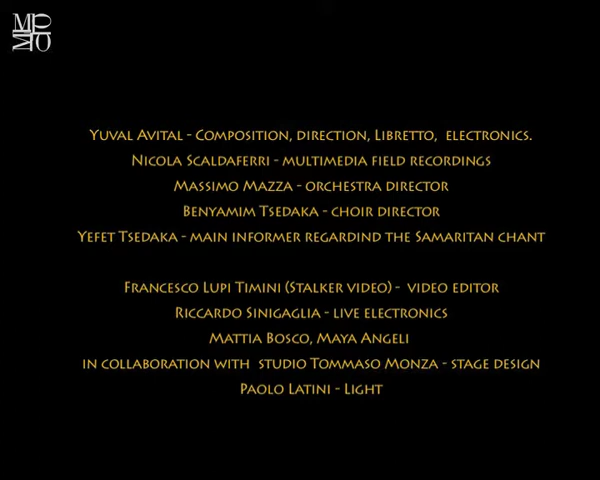 Yuval Avital - Composition, direction, Libretto, electronics.
Nicola Scaldaferri - multimedia field recordings
Massimo Mazza - orchestra director
Benyamim Tsedaka - choir director
Yefet Tsedaka - main informer regardind the Samaritan chant
Francesco Lupi Timini (Stalker video) - video editor
Riccardo Sinigaglia - live electronics
Mattia Bosco, Maya Angeli
in collaboration with studio Tommaso Monza - stage design
Paolo Latini - Light